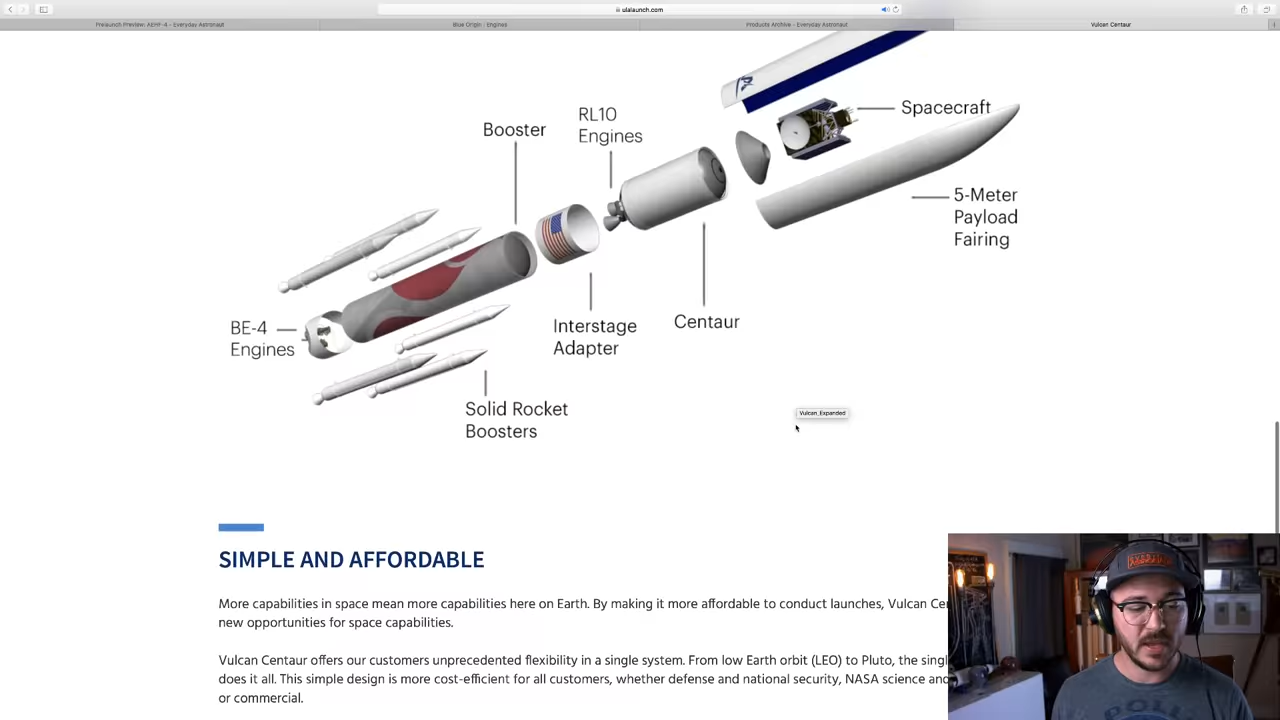 ulalaunch.com
Prelaunch Preview: AEHF-4 - Everyday Astronaut
Blue Origin | Engines
Products Archive - Everyday Astronaut
Vulcan Centaur
Spacecraft
RL10
Engines
Booster
5-Meter
Payload
Fairing
BE-4
Engines
Interstage
Adapter
Centaur
Solid Rocket
Boosters
Vulcan_Expanded
SIMPLE AND AFFORDABLE
More capabilities in space mean more capabilities here on Earth. By making it more affordable to conduct launches, Vulcan Cen
new opportunities for space capabilities.
Vulcan Centaur offers our customers unprecedented flexibility in a single system. From low Earth orbit (LEO) to Pluto, the singl
does it all. This simple design is more cost-efficient for all customers, whether defense and national security, NASA science and
or commercial.